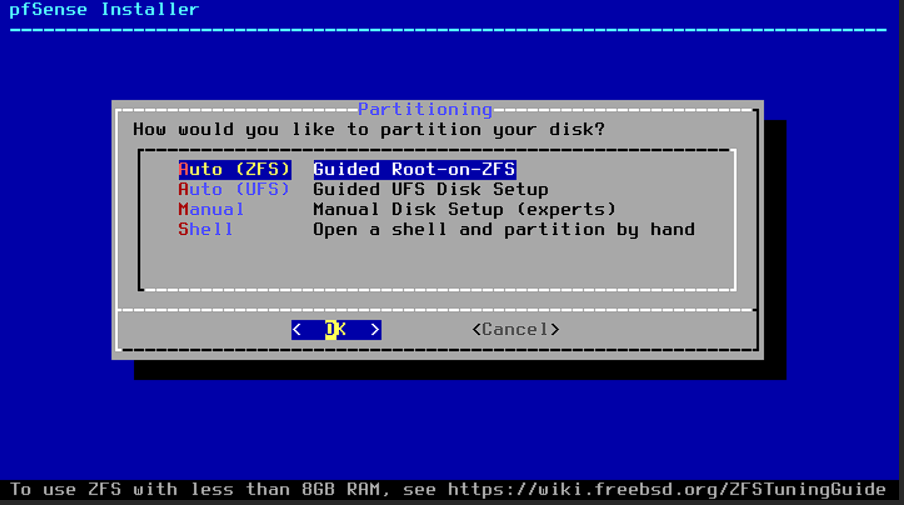 pfSense Installer
Partitioning
How would you like to partition your disk?
Auto (ZFS) Guided Root-on-ZFS
Auto (UFS) Guided UFS Disk Setup
Manual Manual Disk Setup (experts)
Shell Open a shell and partition by hand
< OK > <Cancel>
To use ZFS with less than 8GB RAM, see https://wiki.freebsd.org/ZFSTuningGuide